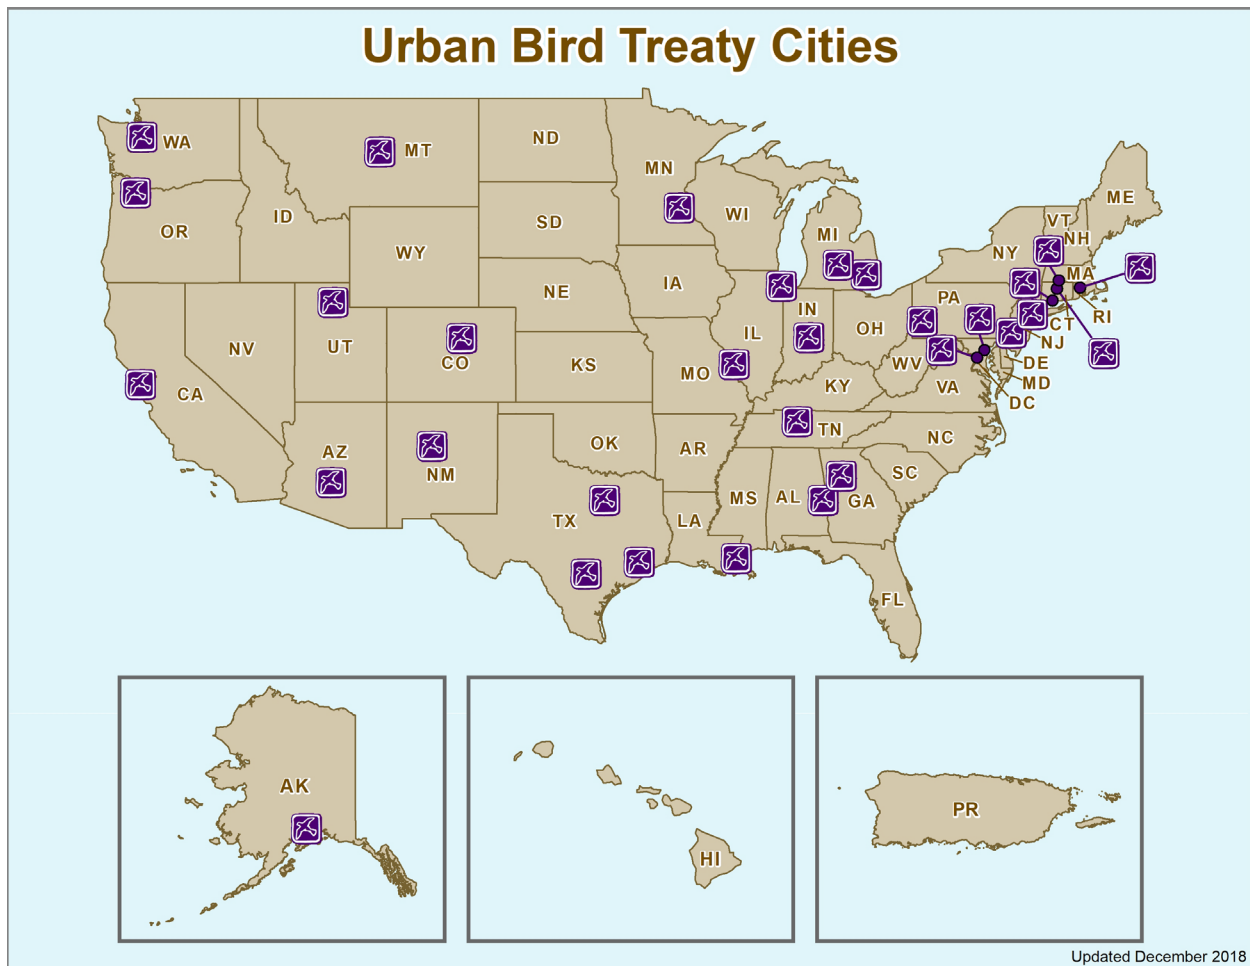 Urban Bird Treaty Cities
WA
MT
ND
MN
OR
ID
WY
SD
WI
MI
NY
VT
NH
ME
MA
RI
CT
NJ
DE
MD
DC
PA
NE
IA
IL
IN
OH
WV
VA
NV
UT
CO
KS
MO
KY
CA
AZ
NM
OK
AR
TN
NC
SC
TX
LA
MS
AL
GA
FL
AK
HI
PR
Updated December 2018